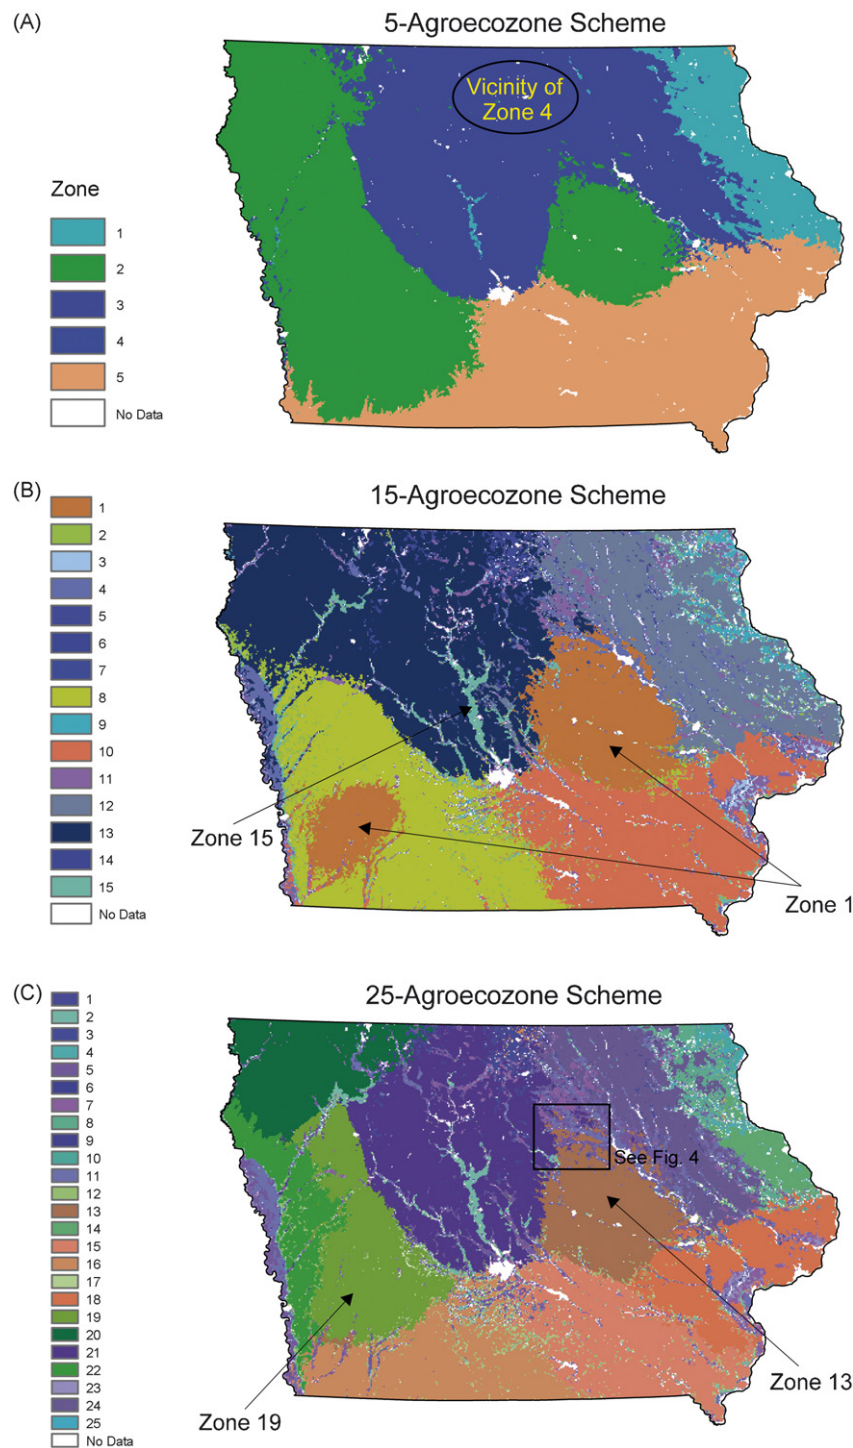 (A)
5-Agroecozone Scheme
Vicinity of
Zone 4
Zone
1
2
3
4
5
No Data
(B)
15-Agroecozone Scheme
1
2
3
4
5
6
7
8
9
10
11
12
13
14
15
No Data
Zone 15
Zone 1
(C)
25-Agroecozone Scheme
1
2
3
4
5
6
7
8
9
10
11
12
13
14
15
16
17
18
19
20
21
22
23
24
25
No Data
See Fig. 4
Zone 13
Zone 19